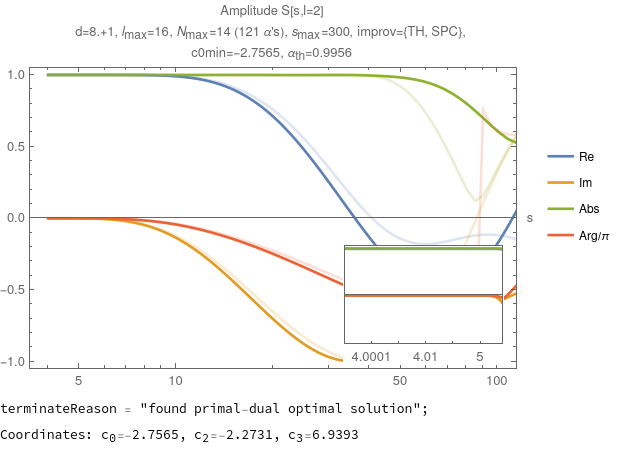 Amplitude S[s,l=2]
d=8.+1, lmax=16, Nmax=14 (121 α's), smax=300, improv={TH, SPC},
c0min=−2.7565, αth=0.9956
1.0
0.5
0.0
−0.5
−1.0
s
Re
Im
Abs
Arg/π
4.0001 4.01 5
5 10 50 100
terminateReason = "found primal-dual optimal solution";
Coordinates: c0=−2.7565, c2=−2.2731, c3=6.9393